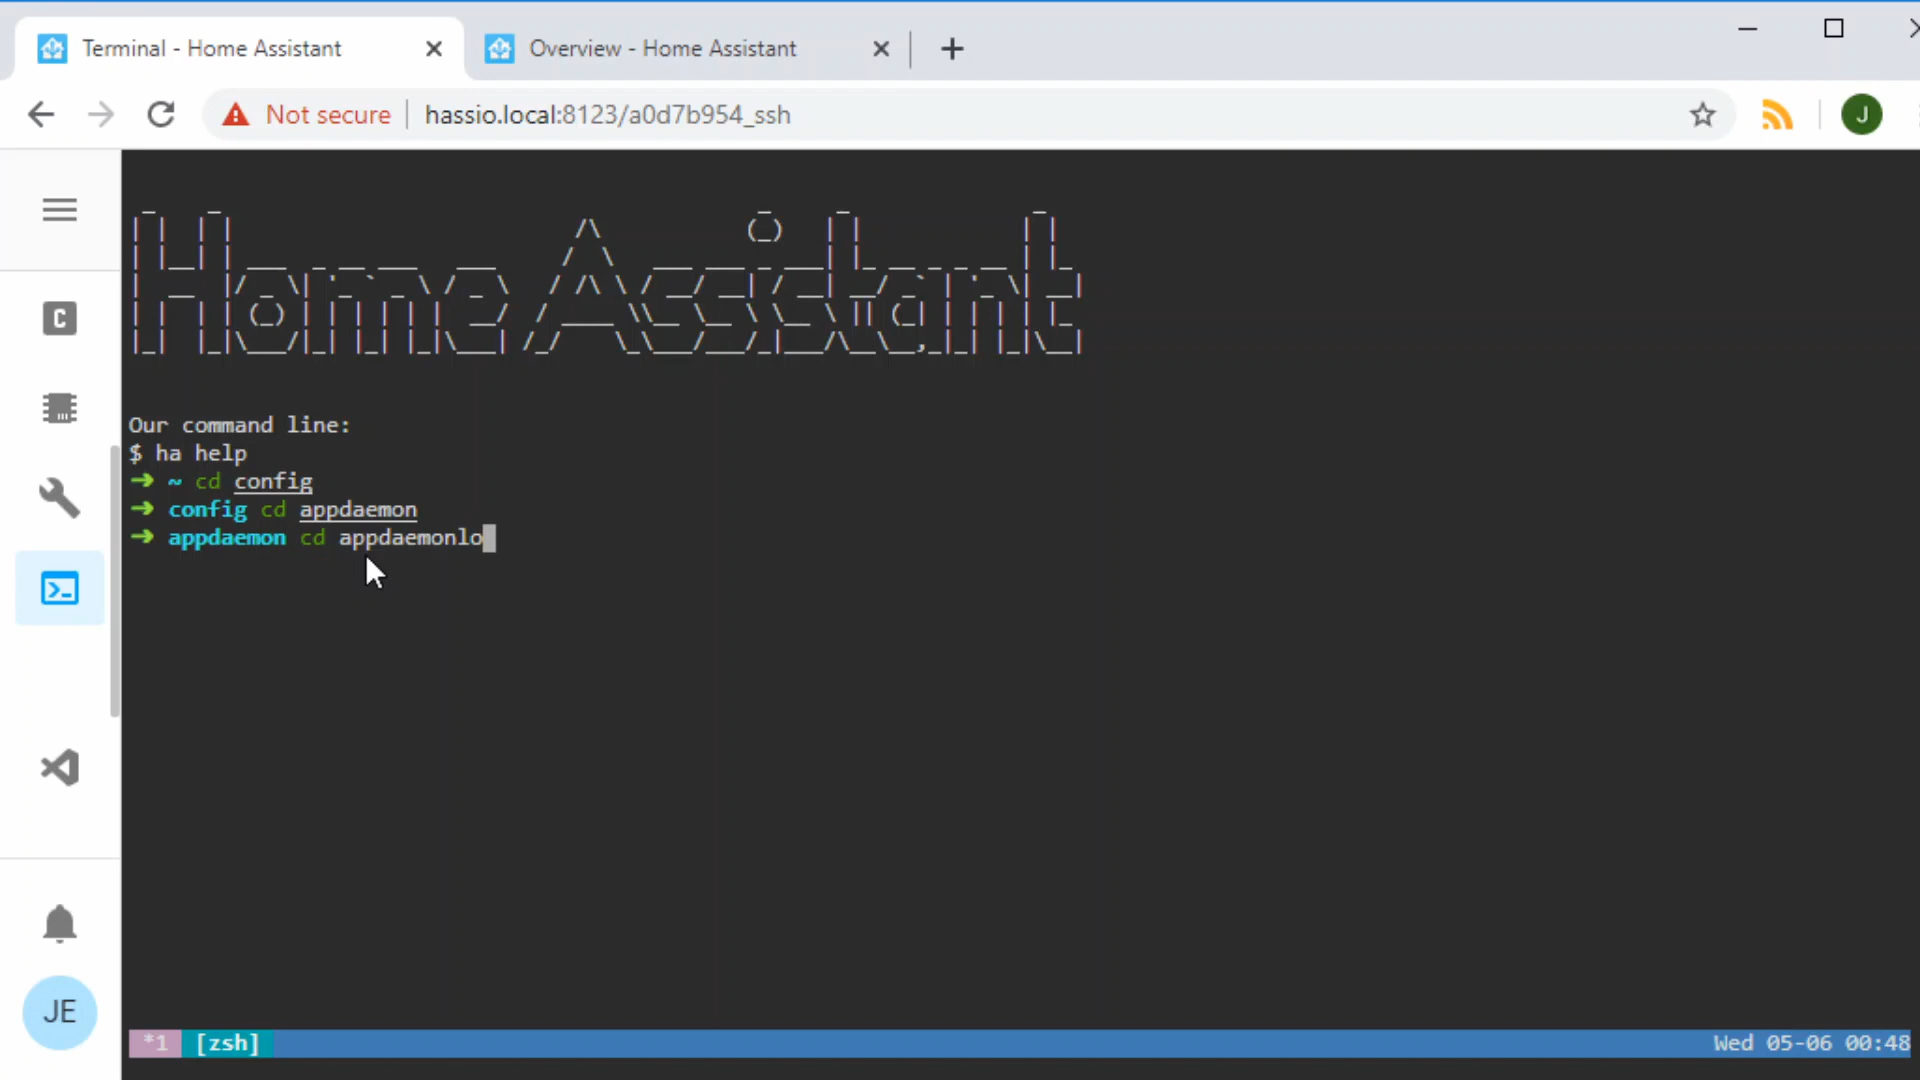 Terminal - Home Assistant
Overview - Home Assistant
Not secure
hassio.local:8123/a0d7b954_ssh
J
C
Home Assistant
Our command line:
$ ha help
➜ ~ cd config
➜ config cd appdaemon
➜ appdaemon cd appdaemonlo
JE
*1 [zsh]
Wed 05-06 00:48